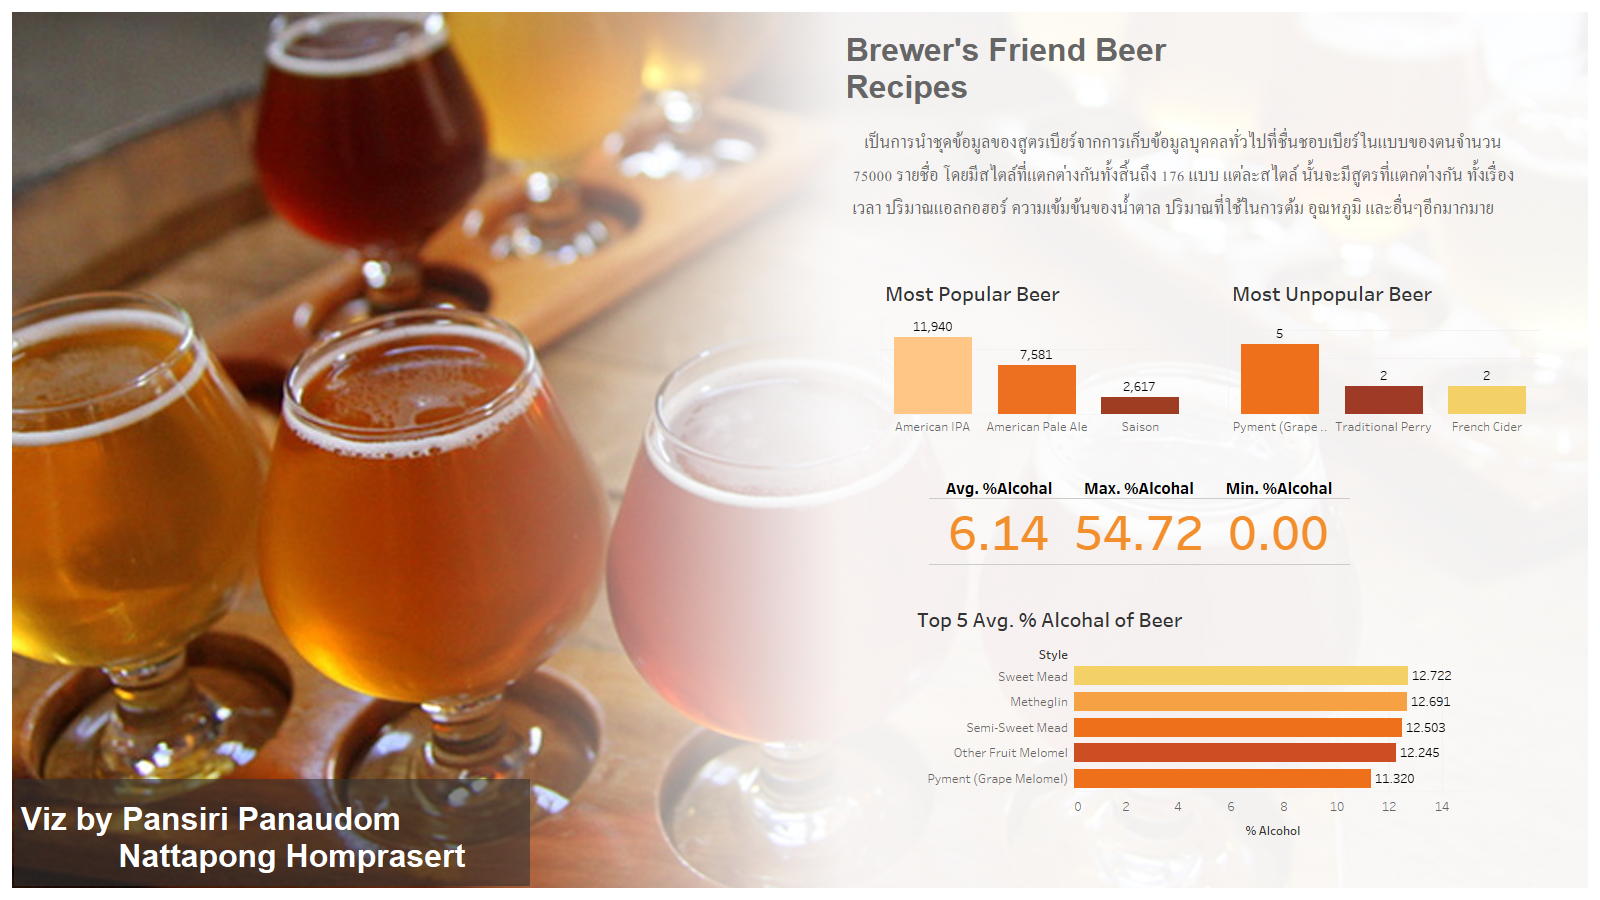 Brewer's Friend Beer
Recipes
เป็นการนำชุดข้อมูลของสูตรเบียร์จากการเก็บข้อมูลบุคคลทั่วไปที่ชื่นชอบเบียร์ในแบบของตนจำนวน
75000 รายชื่อ โดยมีสไตล์ที่แตกต่างกันทั้งสิ้นถึง 176 แบบ แต่ละสไตล์ นั้นจะมีสูตรที่แตกต่างกัน ทั้งเรื่อง
เวลา ปริมาณแอลกอฮอร์ ความเข้มข้นของน้ำตาล ปริมาณที่ใช้ในการต้ม อุณหภูมิ และอื่นๆอีกมากมาย
Most Popular Beer
11,940
7,581
2,617
American IPA American Pale Ale Saison
Most Unpopular Beer
5
2 2
Pyment (Grape .. Traditional Perry French Cider
Avg. %Alcohal Max. %Alcohal Min. %Alcohal
6.14 54.72 0.00
Top 5 Avg. % Alcohal of Beer
Style
Sweet Mead 12.722
Metheglin 12.691
Semi-Sweet Mead 12.503
Other Fruit Melomel 12.245
Pyment (Grape Melomel) 11.320
0 2 4 6 8 10 12 14
% Alcohol
Viz by Pansiri Panaudom
Nattapong Homprasert